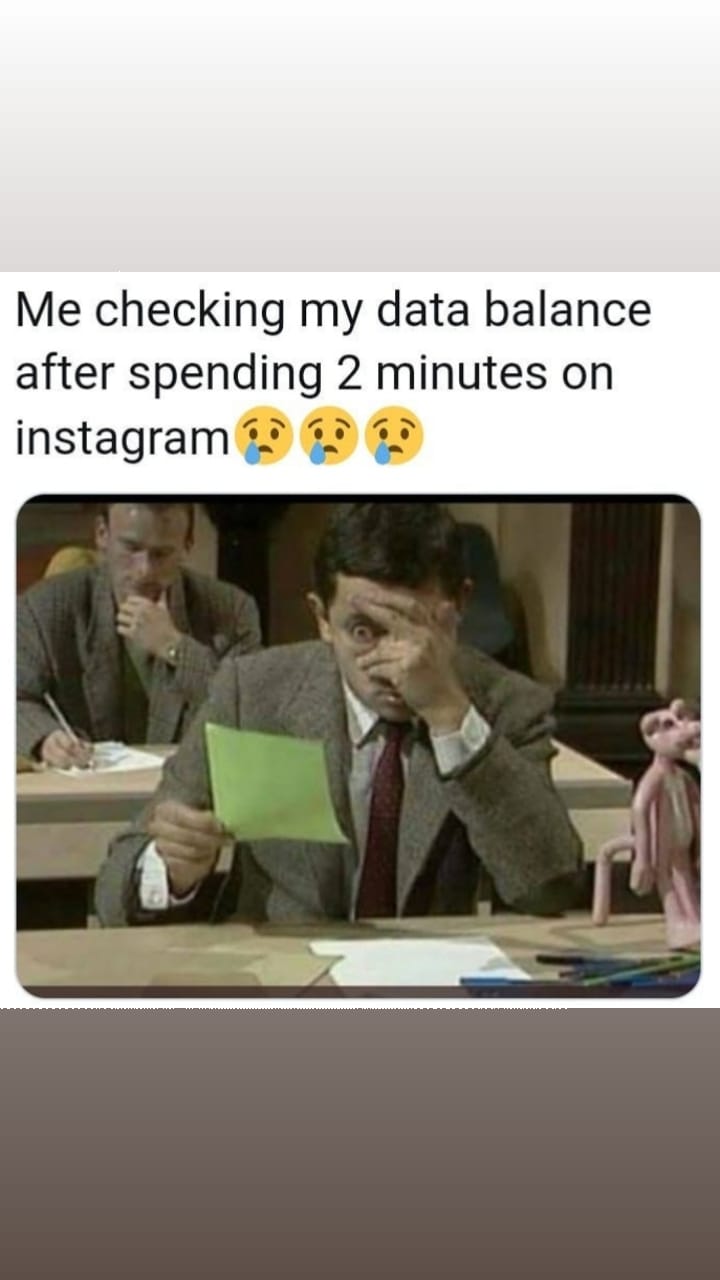 Me checking my data balance
after spending 2 minutes on
instagram😢😢😢